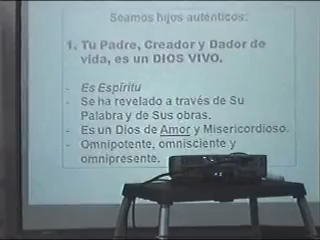 Seamos hijos auténticos:
1. Tu Padre, Creador y Dador de
vida, es un DIOS VIVO.
- Es Espíritu
- Se ha revelado a través de Su
Palabra y de Sus obras.
- Es un Dios de Amor y Misericordioso.
- Omnipotente, omnisciente y
omnipresente.